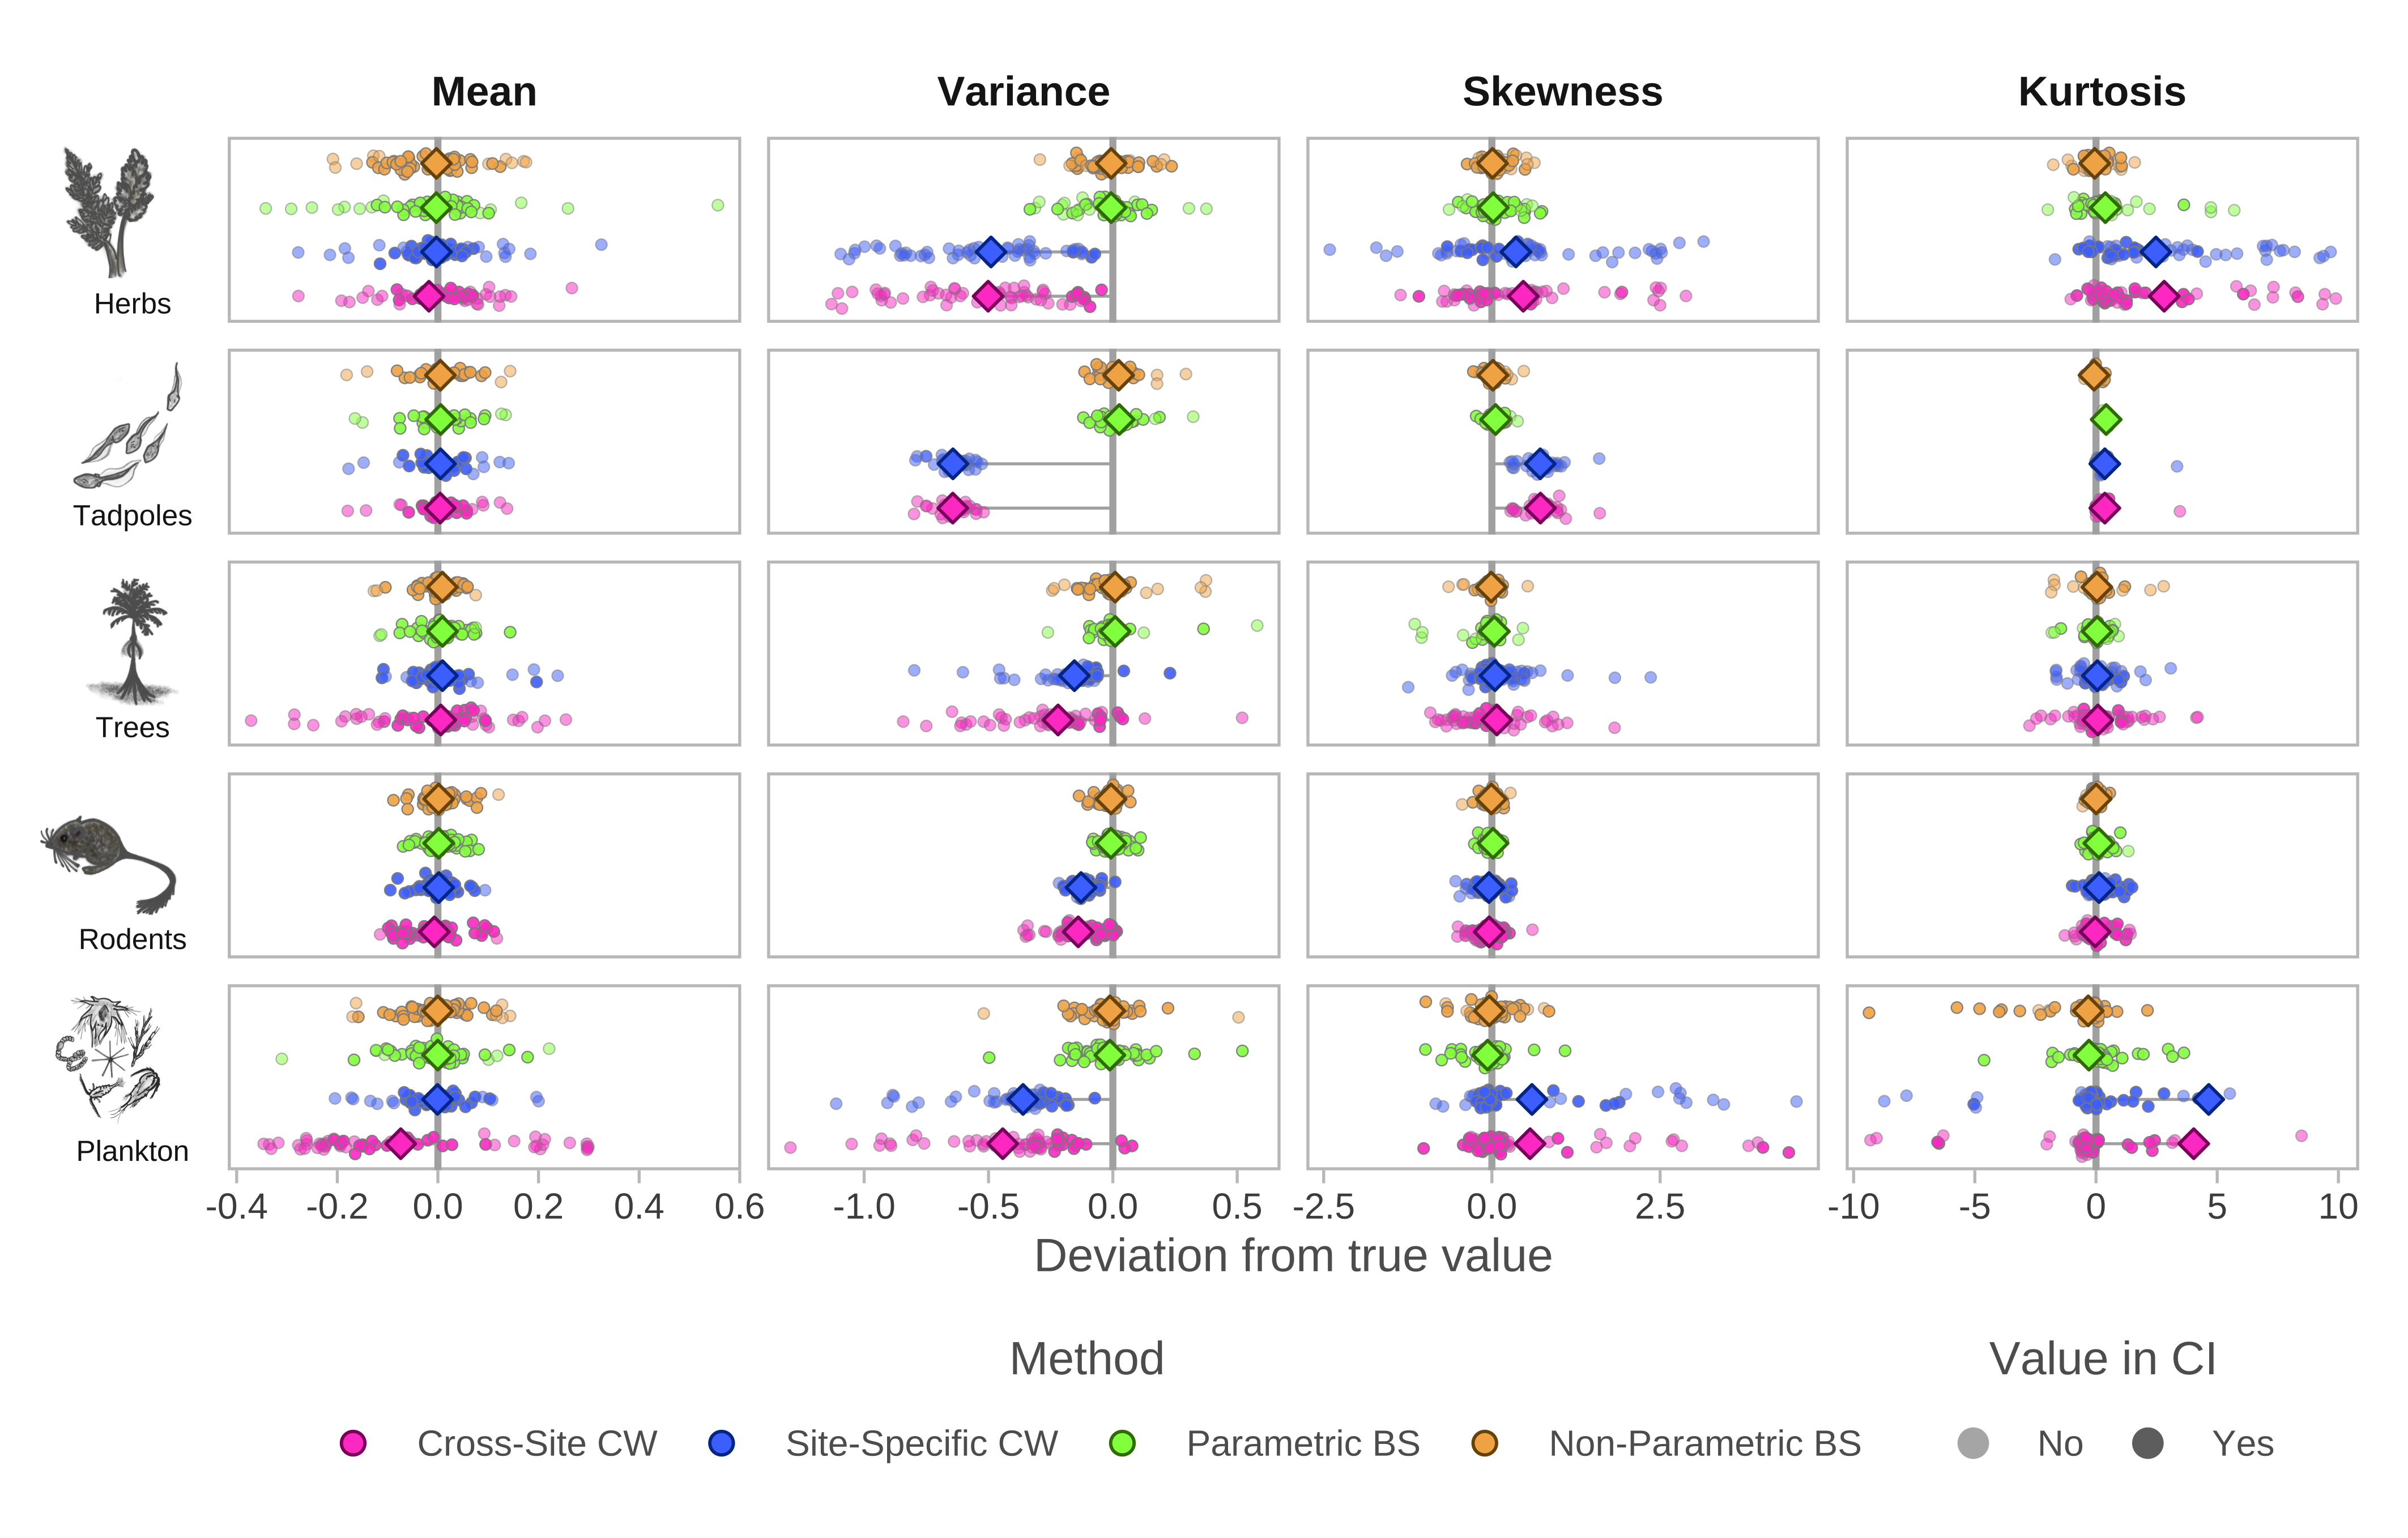 Mean Variance Skewness Kurtosis
Herbs
Tadpoles
Trees
Rodents
Plankton
-0.4 -0.2 0.0 0.2 0.4 0.6 -1.0 -0.5 0.0 0.5 -2.5 0.0 2.5 -10 -5 0 5 10
Deviation from true value
Method Value in CI
Cross-Site CW Site-Specific CW Parametric BS Non-Parametric BS No Yes